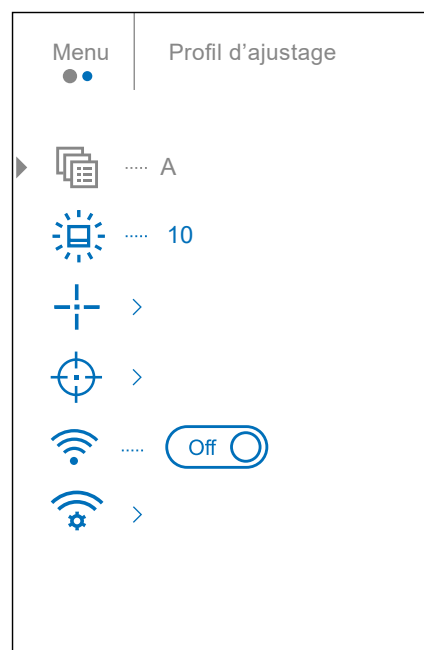 Menu
Profil d’ajustage
..... A
..... 10
.....
Off